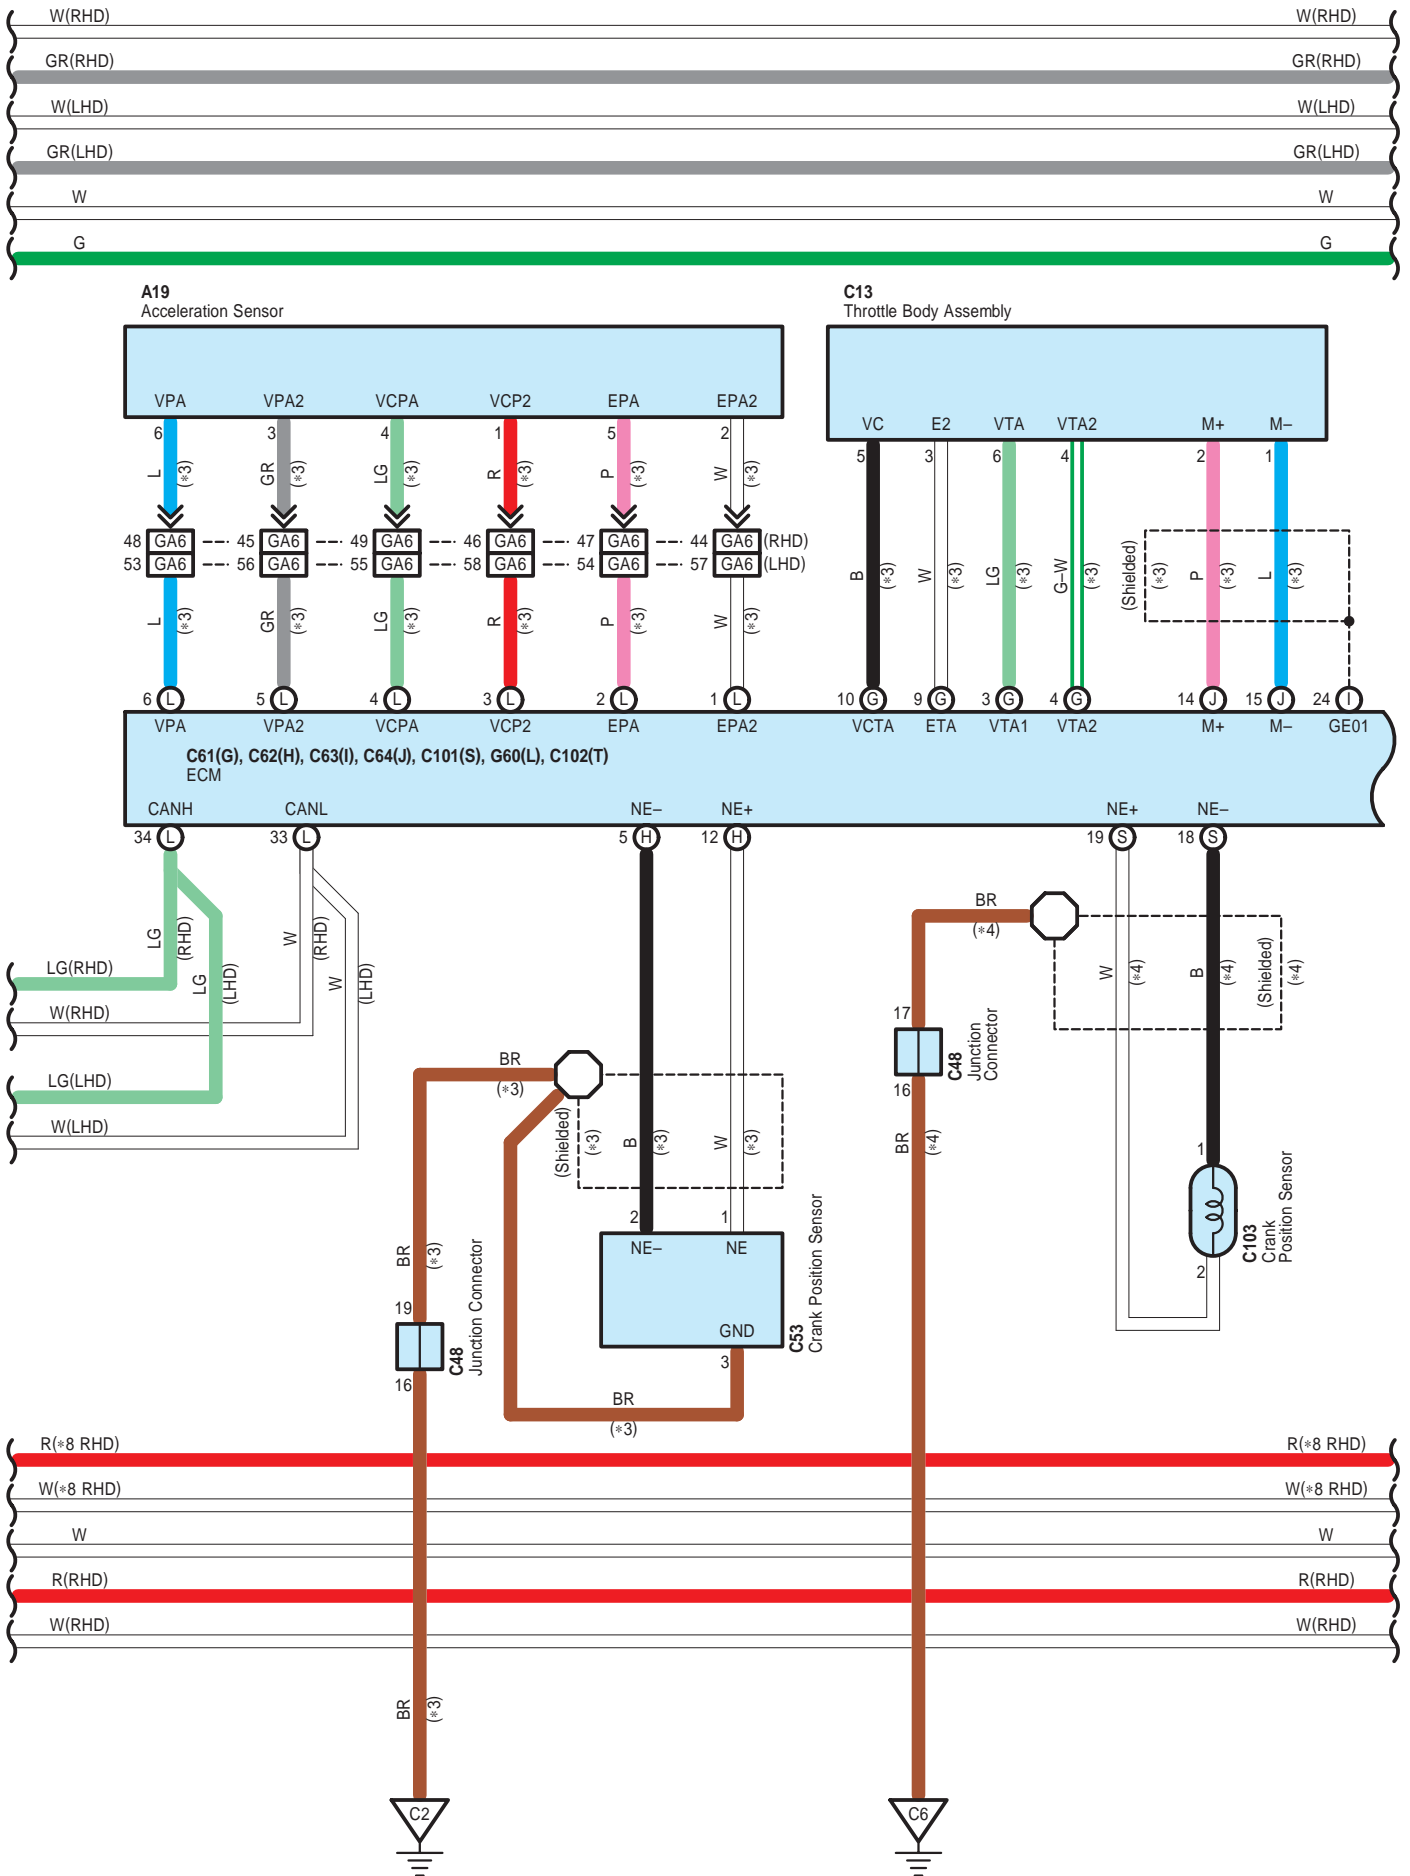 W(RHD) W(RHD)
GR(RHD) GR(RHD)
W(LHD) W(LHD)
GR(LHD) GR(LHD)
W W
G G
A19 C13
Acceleration Sensor Throttle Body Assembly
VPA VPA2 VCPA VCP2 EPA EPA2
VC E2 VTA VTA2 M+ M–
6 3 4 1 5 2
5 3 6 4 2 1
L (∗3) GR (∗3) LG (∗3) R (∗3) P (∗3) W (∗3)
48 GA6 45 GA6 49 GA6 46 GA6 47 GA6 44 GA6 (RHD)
53 GA6 56 GA6 55 GA6 58 GA6 54 GA6 57 GA6 (LHD)
B (∗3) W (∗3) LG (∗3) G–W (∗3) (Shielded) (∗3) P (∗3) L (∗3)
L (∗3) GR (∗3) LG (∗3) R (∗3) P (∗3) W (∗3)
6 L 5 L 4 L 3 L 2 L 1 L 10 G 9 G 3 G 4 G 14 J 15 J 24 I
VPA VPA2 VCPA VCP2 EPA EPA2 VCTA ETA VTA1 VTA2 M+ M– GE01
C61(G), C62(H), C63(I), C64(J), C101(S), G60(L), C102(T)
ECM
CANH CANL NE– NE+ NE+ NE–
34 L 33 L 5 H 12 H 19 S 18 S
BR
(∗4)
LG (RHD) LG (LHD) W (RHD) W (LHD)
W (∗4) B (∗4) (Shielded) (∗4)
LG(RHD)
W(RHD)
17
C48 Junction Connector
16
BR
(∗3)
LG(LHD)
W(LHD)
(Shielded) (∗3) B (∗3) W (∗3)
BR (∗4)
1
C103 Crank Position Sensor
2
2 1
NE– NE
BR (∗3)
19
C48 Junction Connector
16
GND
3
C53 Crank Position Sensor
BR
(∗3)
R(∗8 RHD) R(∗8 RHD)
W(∗8 RHD) W(∗8 RHD)
W W
R(RHD) R(RHD)
W(RHD) W(RHD)
BR (∗3)
C2 C6